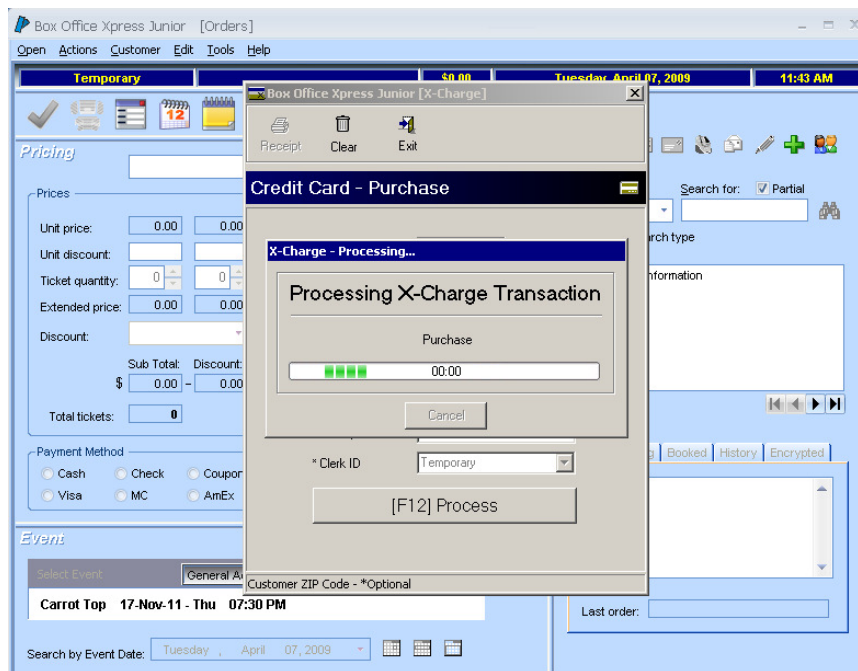 Box Office Xpress Junior [Orders]
Open Actions Customer Edit Tools Help
Temporary $0.00 Tuesday, April 07, 2009 11:43 AM
Box Office Xpress Junior [X-Charge]
12
Receipt Clear Exit
Pricing
Credit Card - Purchase
Search for: Partial
Prices
Unit price: 0.00 0.00
rch type
Unit discount:
X-Charge - Processing...
Ticket quantity: 0 0
nformation
Processing X-Charge Transaction
Extended price: 0.00 0.00
Discount:
Purchase
Sub Total: Discount:
00:00
$ 0.00 - 0.00
Total tickets: 0
Cancel
Payment Method
g Booked History Encrypted
* Clerk ID Temporary
Cash Check Coupon
Visa MC AmEx
[F12] Process
Event
Select Event General A
Customer ZIP Code - *Optional
Carrot Top 17-Nov-11 - Thu 07:30 PM
Last order:
Search by Event Date: Tuesday , April 07, 2009